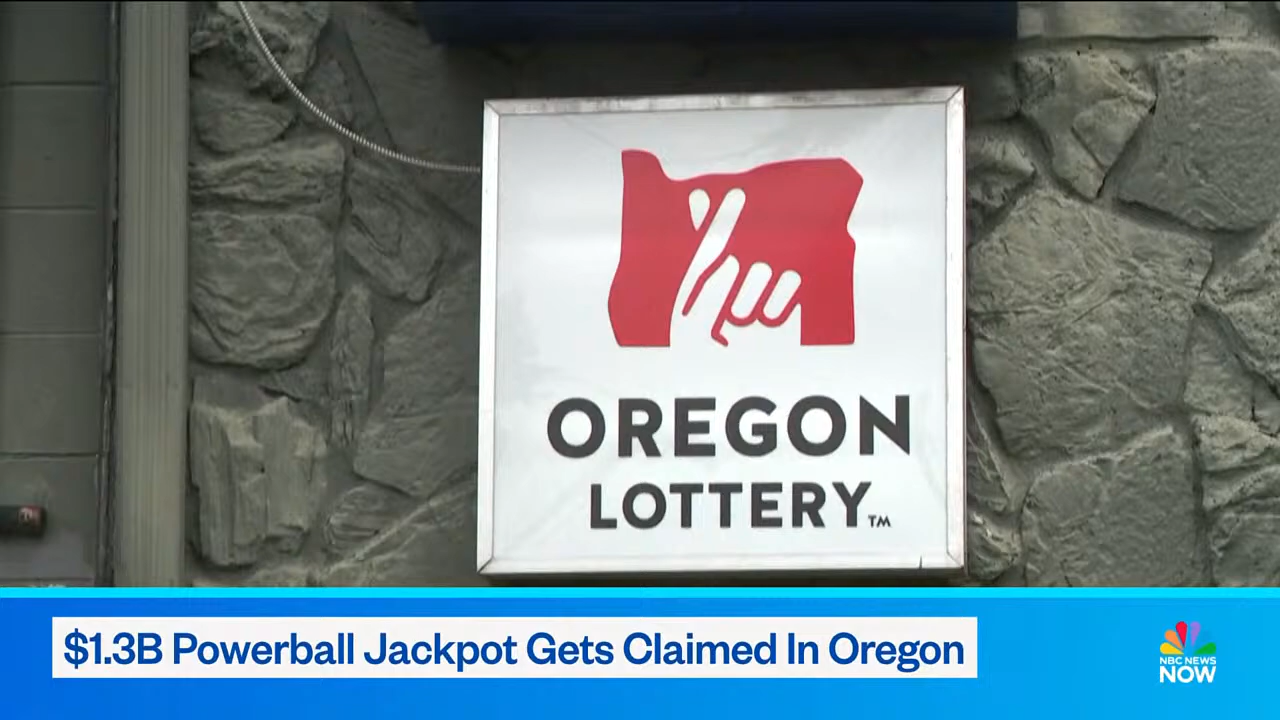 OREGON
LOTTERY™
$1.3B Powerball Jackpot Gets Claimed In Oregon
NBC NEWS
NOW